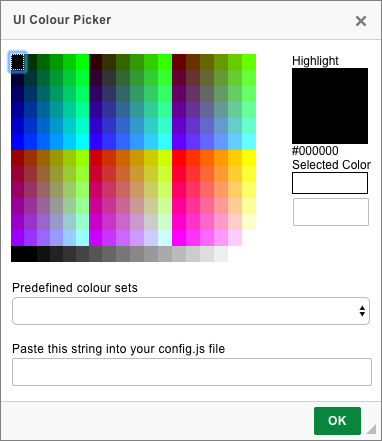 UI Colour Picker
Highlight
#000000
Selected Color
Predefined colour sets
Paste this string into your config.js file
OK